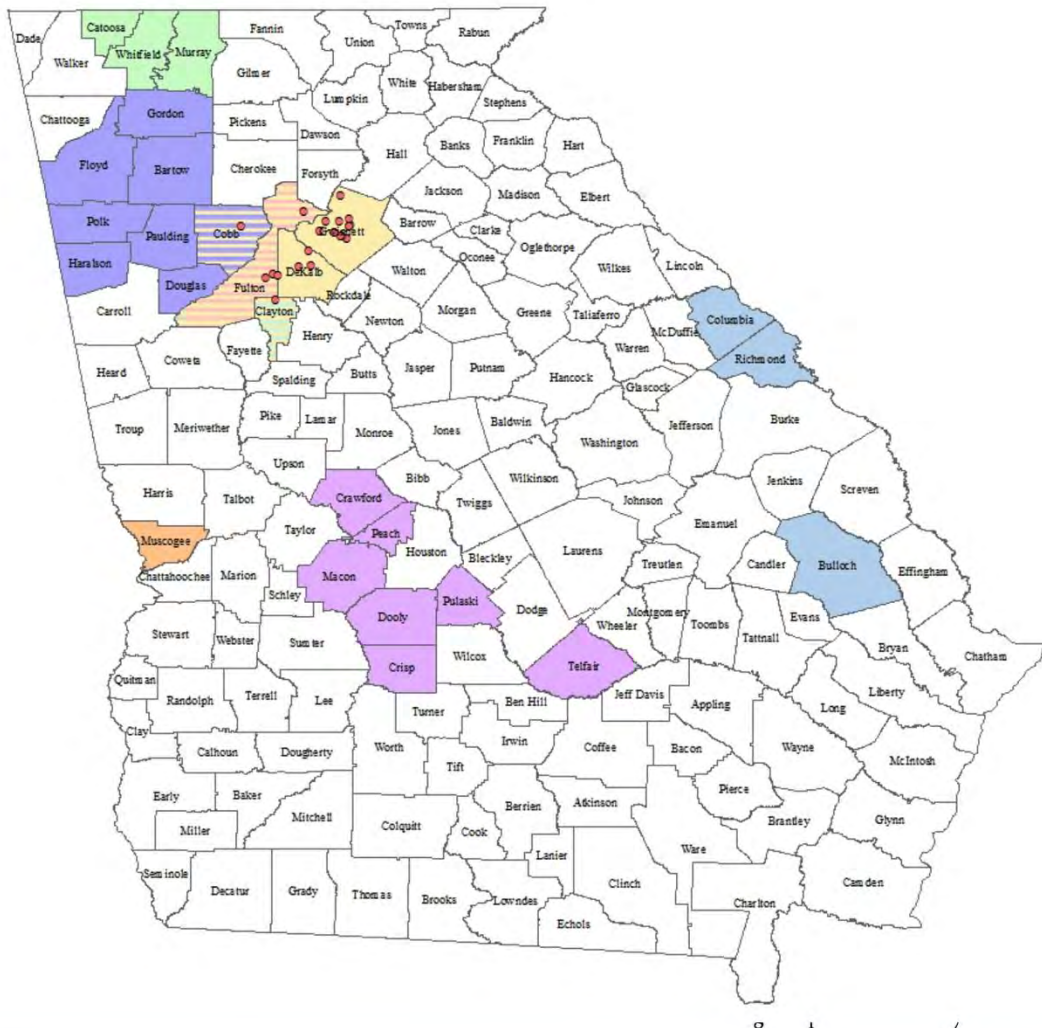 Dade
Catoosa
Fannin
Union
Towns
Rabun
Walker
Whitfield
Murray
Gilmer
White
Habersham
Lumpkin
Stephens
Chattooga
Gordon
Pickens
Dawson
Hall
Banks
Franklin
Hart
Floyd
Bartow
Cherokee
Forsyth
Jackson
Madison
Elbert
Polk
Paulding
Cobb
Gwinnett
Barrow
Clarke
Oconee
Oglethorpe
Haralson
Douglas
Fulton
DeKalb
Rockdale
Walton
Wilkes
Lincoln
Carroll
Clayton
Henry
Newton
Morgan
Greene
Taliaferro
McDuffie
Columbia
Richmond
Heard
Coweta
Fayette
Spalding
Butts
Jasper
Putnam
Hancock
Warren
Glascock
Troup
Meriwether
Pike
Lamar
Monroe
Jones
Baldwin
Washington
Jefferson
Burke
Upson
Harris
Talbot
Crawford
Bibb
Twiggs
Wilkinson
Johnson
Jenkins
Screven
Muscogee
Taylor
Peach
Houston
Bleckley
Laurens
Emanuel
Chattahoochee
Marion
Macon
Pulaski
Treutlen
Candler
Bulloch
Effingham
Schley
Dooly
Dodge
Wheeler
Montgomery
Toombs
Evans
Tattnall
Bryan
Chatham
Stewart
Webster
Sumter
Crisp
Wilcox
Telfair
Quitman
Randolph
Terrell
Lee
Turner
Ben Hill
Jeff Davis
Appling
Long
Liberty
Clay
Calhoun
Dougherty
Worth
Irwin
Coffee
Bacon
Wayne
McIntosh
Early
Baker
Mitchell
Tift
Berrien
Atkinson
Pierce
Brantley
Glynn
Miller
Colquitt
Cook
Lanier
Ware
Seminole
Decatur
Grady
Thomas
Brooks
Lowndes
Echols
Clinch
Charlton
Camden